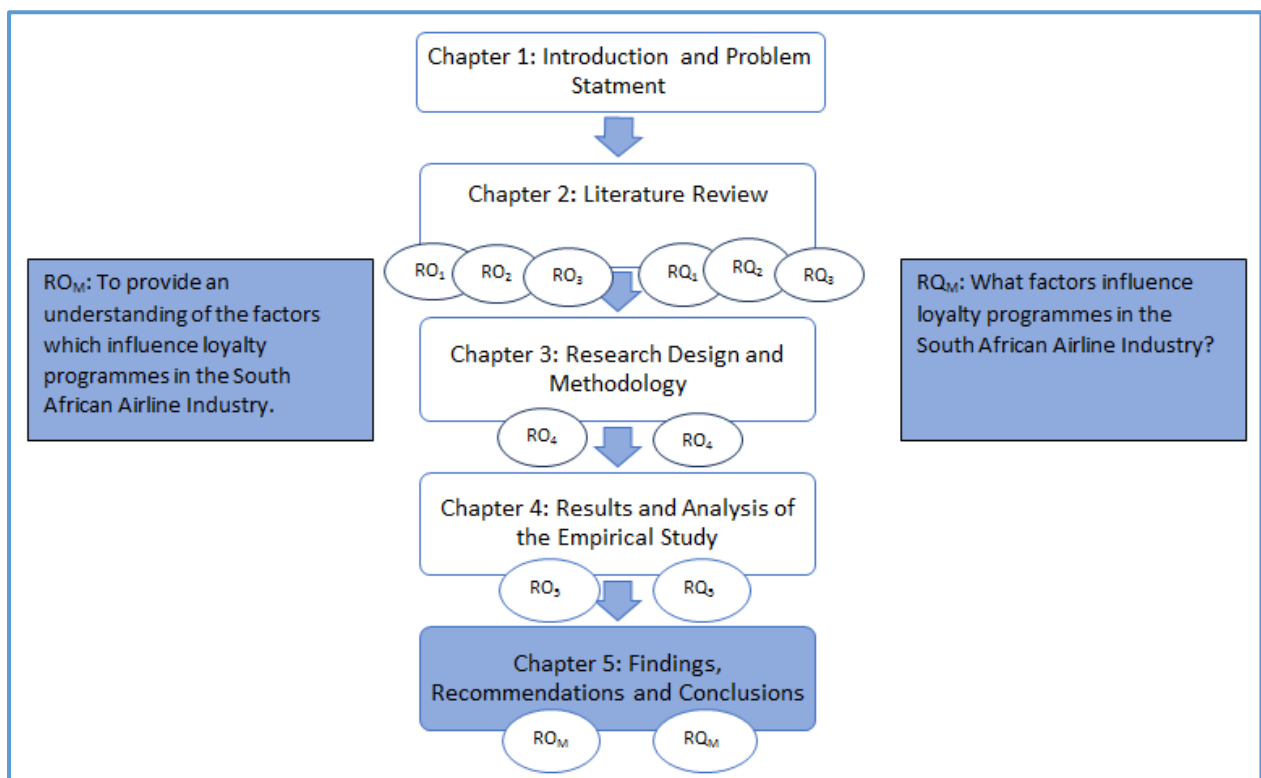 Chapter 1: Introduction and Problem
Statment
Chapter 2: Literature Review
RO₁
RO₂
RO₃
RQ₁
RQ₂
RQ₃
ROM: To provide an
understanding of the factors
which influence loyalty
programmes in the South
African Airline Industry.
RQM: What factors influence
loyalty programmes in the
South African Airline Industry?
Chapter 3: Research Design and
Methodology
RO₄
RO₄
Chapter 4: Results and Analysis of
the Empirical Study
RO₅
RQ₅
Chapter 5: Findings,
Recommendations and Conclusions
ROM
RQM